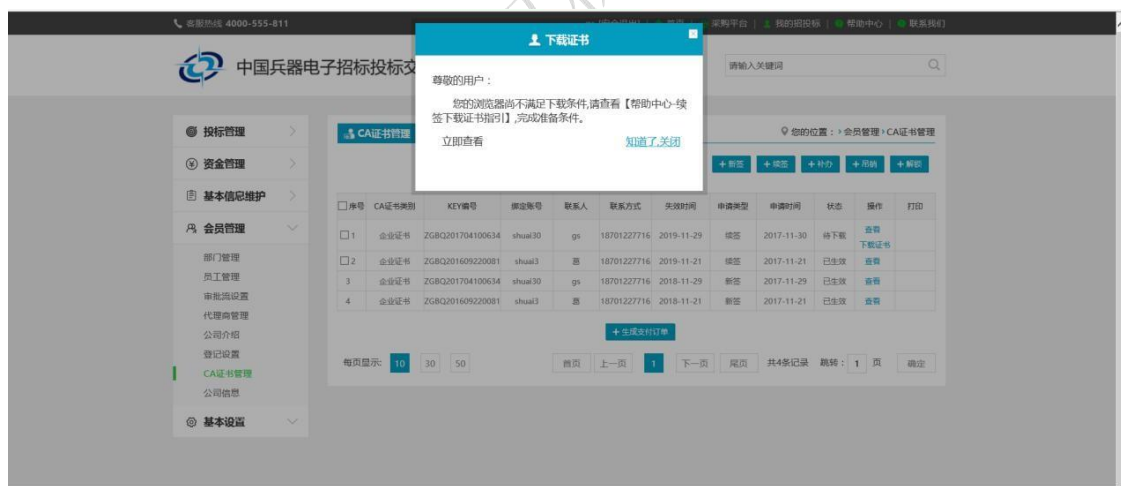 客服热线 4000-555-811
采购平台 | 我的招投标 | 帮助中心 | 联系我们
中国兵器电子招标投标交
请输入关键词
下载证书
尊敬的用户：
您的浏览器尚不满足下载条件,请查看【帮助中心-续
签下载证书指引】,完成准备条件。
立即查看 知道了,关闭
投标管理
资金管理
基本信息维护
会员管理
部门管理
员工管理
审批流设置
代理商管理
公司介绍
登记设置
CA证书管理
公司信息
基本设置
CA证书管理 您的位置：›会员管理›CA证书管理
+新签 +续签 +补办 +吊销 +解锁
序号 CA证书类别 KEY编号 绑定账号 联系人 联系方式 失效时间 申请类型 申请时间 状态 操作 打印
1 企业证书 ZGBQ201704100634 shuai30 gs 18701227716 2019-11-29 续签 2017-11-30 待下载 查看
下载证书
2 企业证书 ZGBQ201609220081 shuai3 18701227716 2019-11-21 续签 2017-11-21 已生效 查看
3 企业证书 ZGBQ201704100634 shuai30 gs 18701227716 2018-11-29 新签 2017-11-29 已生效 查看
4 企业证书 ZGBQ201609220081 shuai3 18701227716 2018-11-21 新签 2017-11-21 已生效 查看
+生成支付订单
每页显示: 10 30 50 首页 上一页 1 下一页 尾页 共4条记录 跳转： 1 页 确定